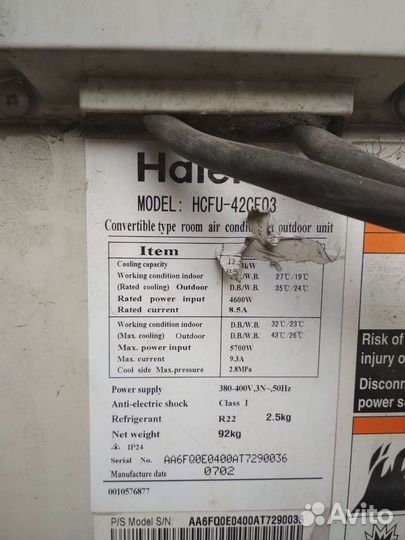 Haier
MODEL: HCFU-42CF03
Convertible type room air outdoor unit
Item
Cooling capacity kW
Working condition indoor D.B/W.B. 27℃/19℃
(Rated cooling) Outdoor D.B/W.B. 35℃/24℃
Rated power input 4600W
Rated current 8.5A
Working condition indoor D.B/W.B. 32℃/23℃
(Max. cooling) Outdoor D.B/W.B. 43℃/26℃
Max. power input 5700W
Max. current 9.3A
Cool side Max.pressure 2.8MPa
Power supply 380-400V,3N~,50Hz
Anti-electric shock Class I
Refrigerant R22 2.5kg
Net weight 92kg
IP24
Serial No. AA6FQ0E0400AT7290036
Manufacture date 0702
0010576877
P/S Model S/N: AA6FQ0E0400AT7290036
Risk of
injury o
Disconn
power s
Avito